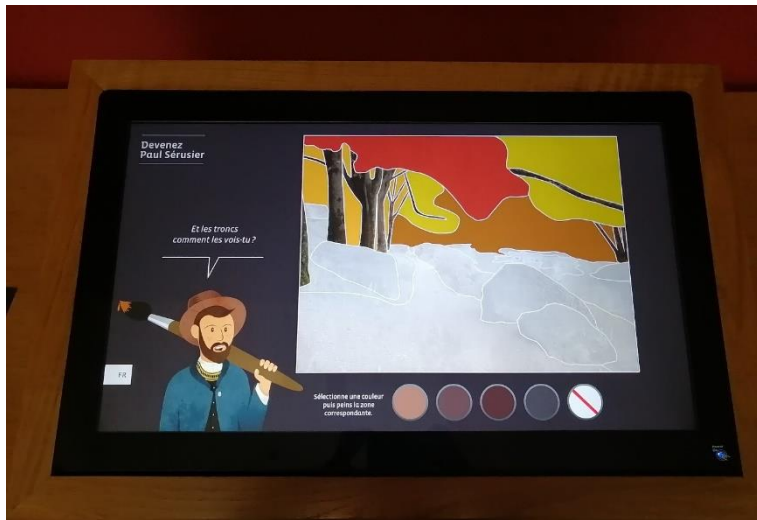 Devenez
Paul Sérusier
Et les troncs
comment les vois-tu ?
FR
Sélectionne une couleur
puis peins la zone
correspondante.